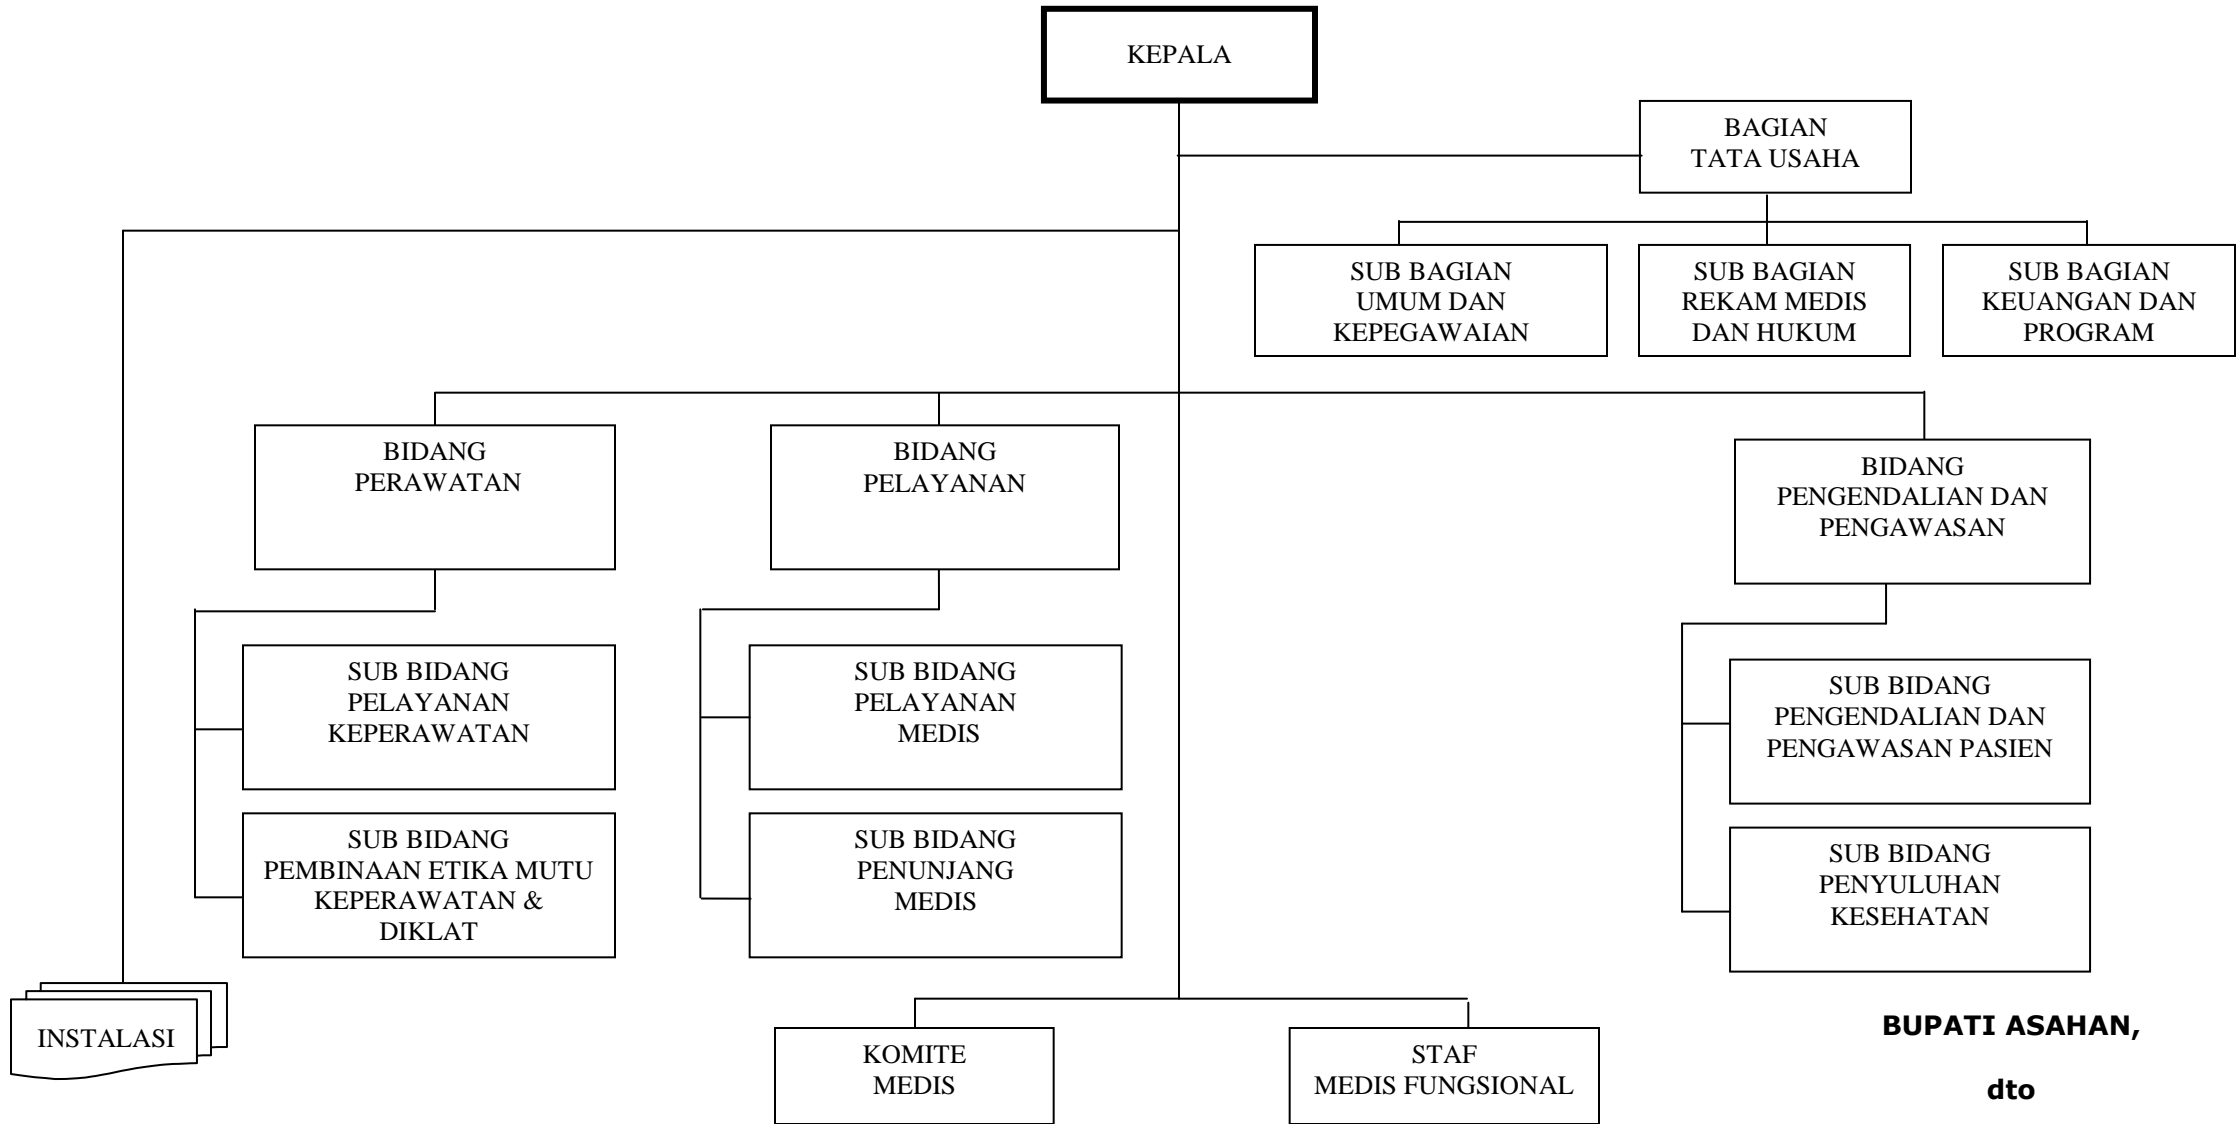 KEPALA
BAGIAN
TATA USAHA
SUB BAGIAN
UMUM DAN
KEPEGAWAIAN
SUB BAGIAN
REKAM MEDIS
DAN HUKUM
SUB BAGIAN
KEUANGAN DAN
PROGRAM
BIDANG
PERAWATAN
BIDANG
PELAYANAN
BIDANG
PENGENDALIAN DAN
PENGAWASAN
SUB BIDANG
PELAYANAN
KEPERAWATAN
SUB BIDANG
PELAYANAN
MEDIS
SUB BIDANG
PENGENDALIAN DAN
PENGAWASAN PASIEN
SUB BIDANG
PEMBINAAN ETIKA MUTU
KEPERAWATAN &
DIKLAT
SUB BIDANG
PENUNJANG
MEDIS
SUB BIDANG
PENYULUHAN
KESEHATAN
INSTALASI
KOMITE
MEDIS
STAF
MEDIS FUNGSIONAL
BUPATI ASAHAN,
dto